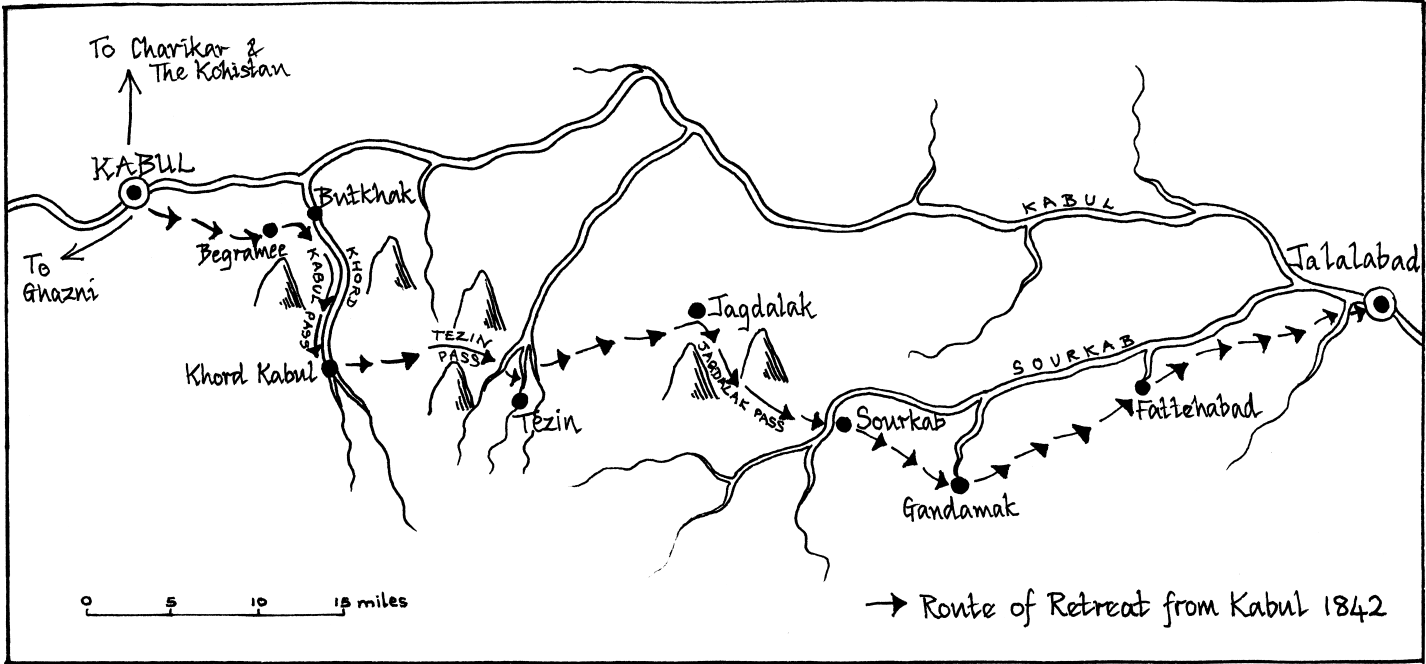 To Charikar &
The Kohistan
KABUL
Butkhak
Begramee
To
Ghazni
KHORD
KABUL PASS
Khord Kabul
TEZIN
PASS
Tezin
Jagdalak
JAGDALAK PASS
KABUL
Jalalabad
SOURKAB
Sourkab
Fattehabad
Gandamak
0 5 10 15 miles
Route of Retreat from Kabul 1842